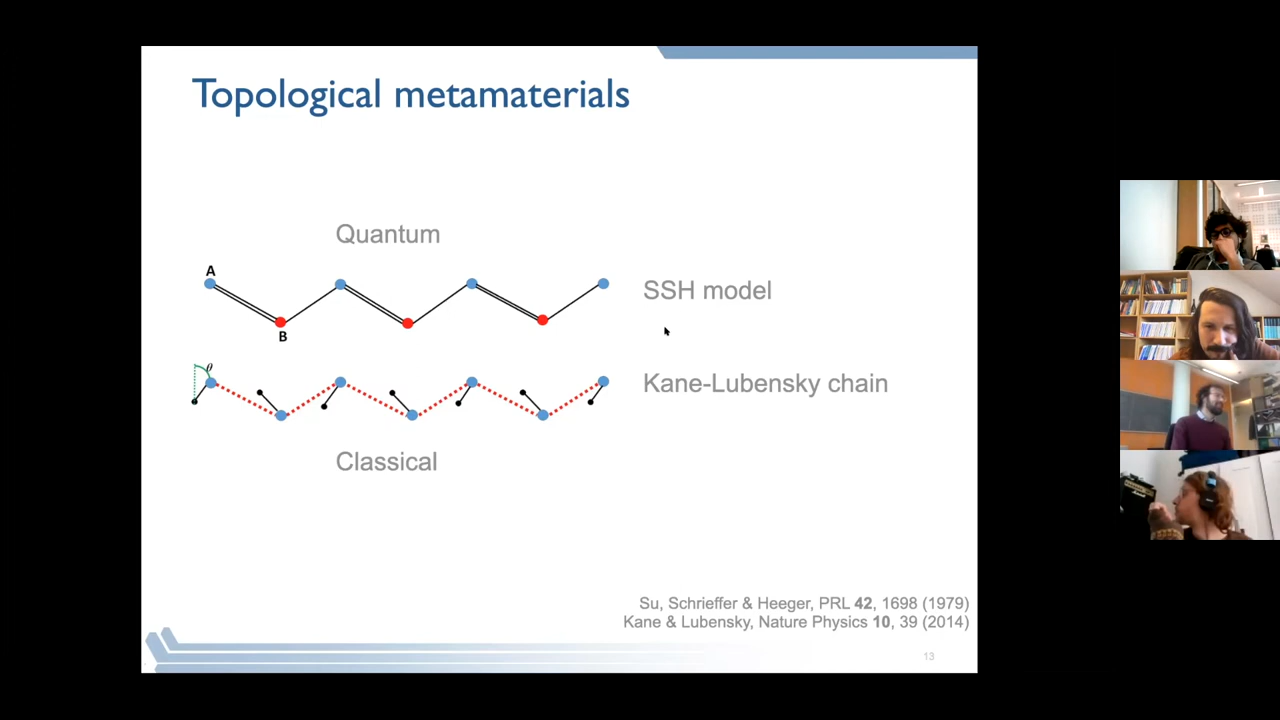 Topological metamaterials
Quantum
A
SSH model
B
θ
Kane-Lubensky chain
Classical
Su, Schrieffer & Heeger, PRL 42, 1698 (1979)
Kane & Lubensky, Nature Physics 10, 39 (2014)
13